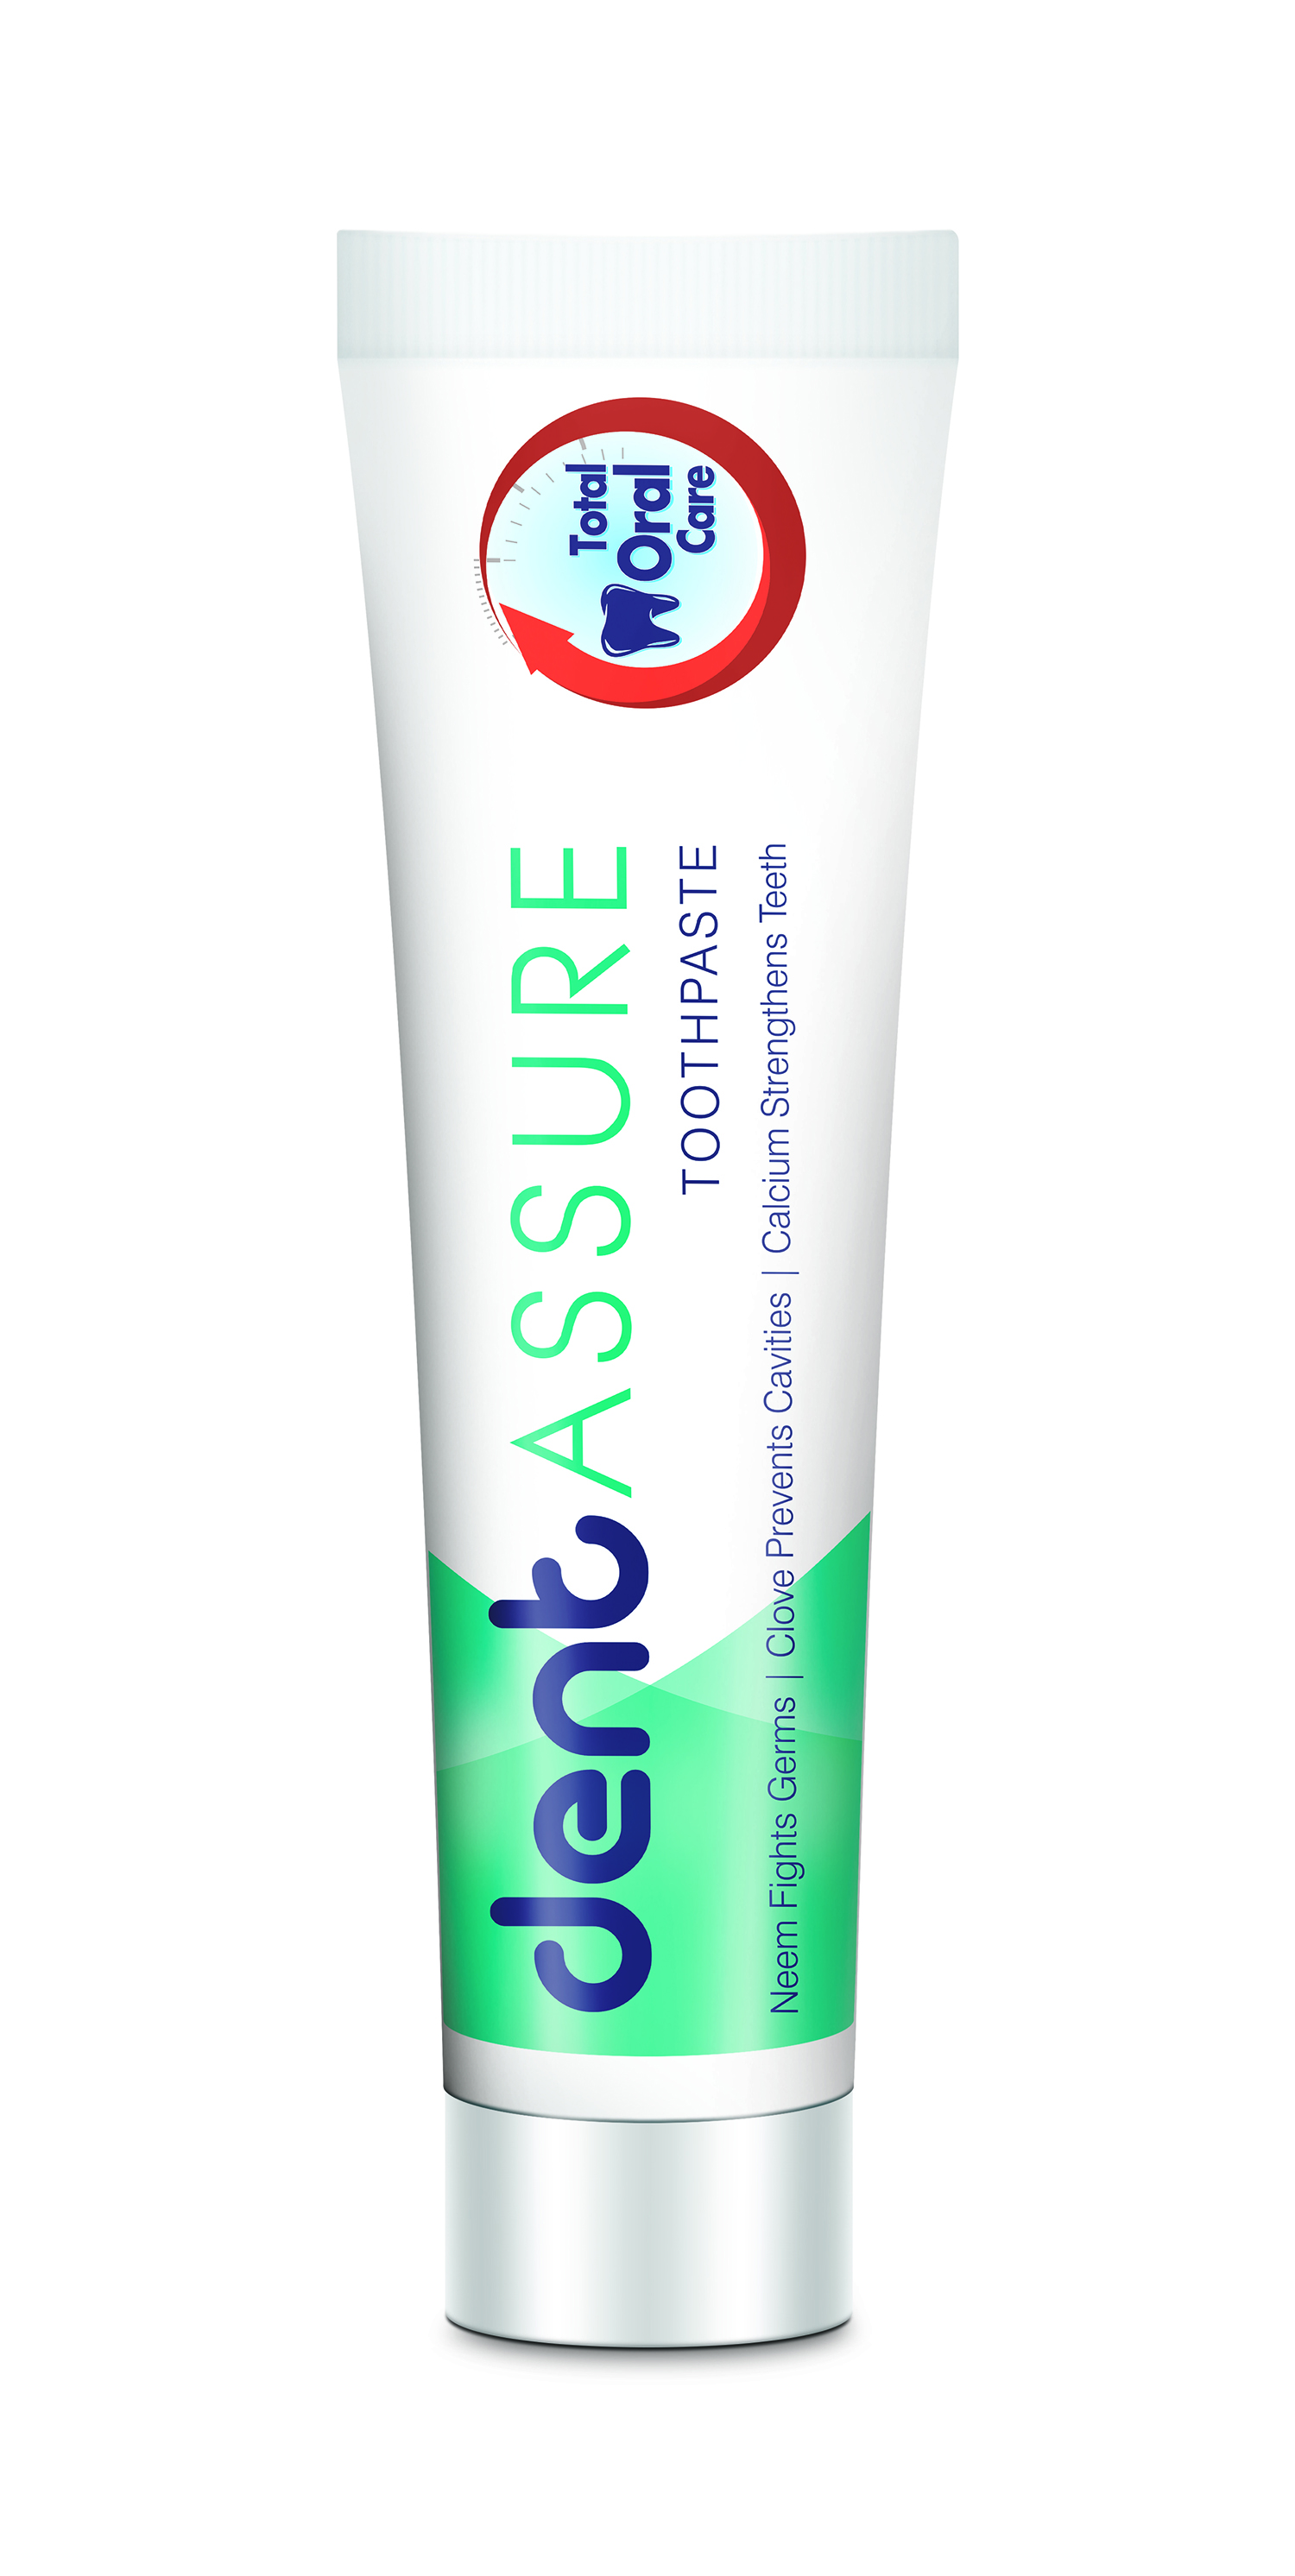 dentASSURE
TOOTHPASTE
Neem Fights Germs | Clove Prevents Cavities | Calcium Strengthens Teeth
Total
Oral
Care